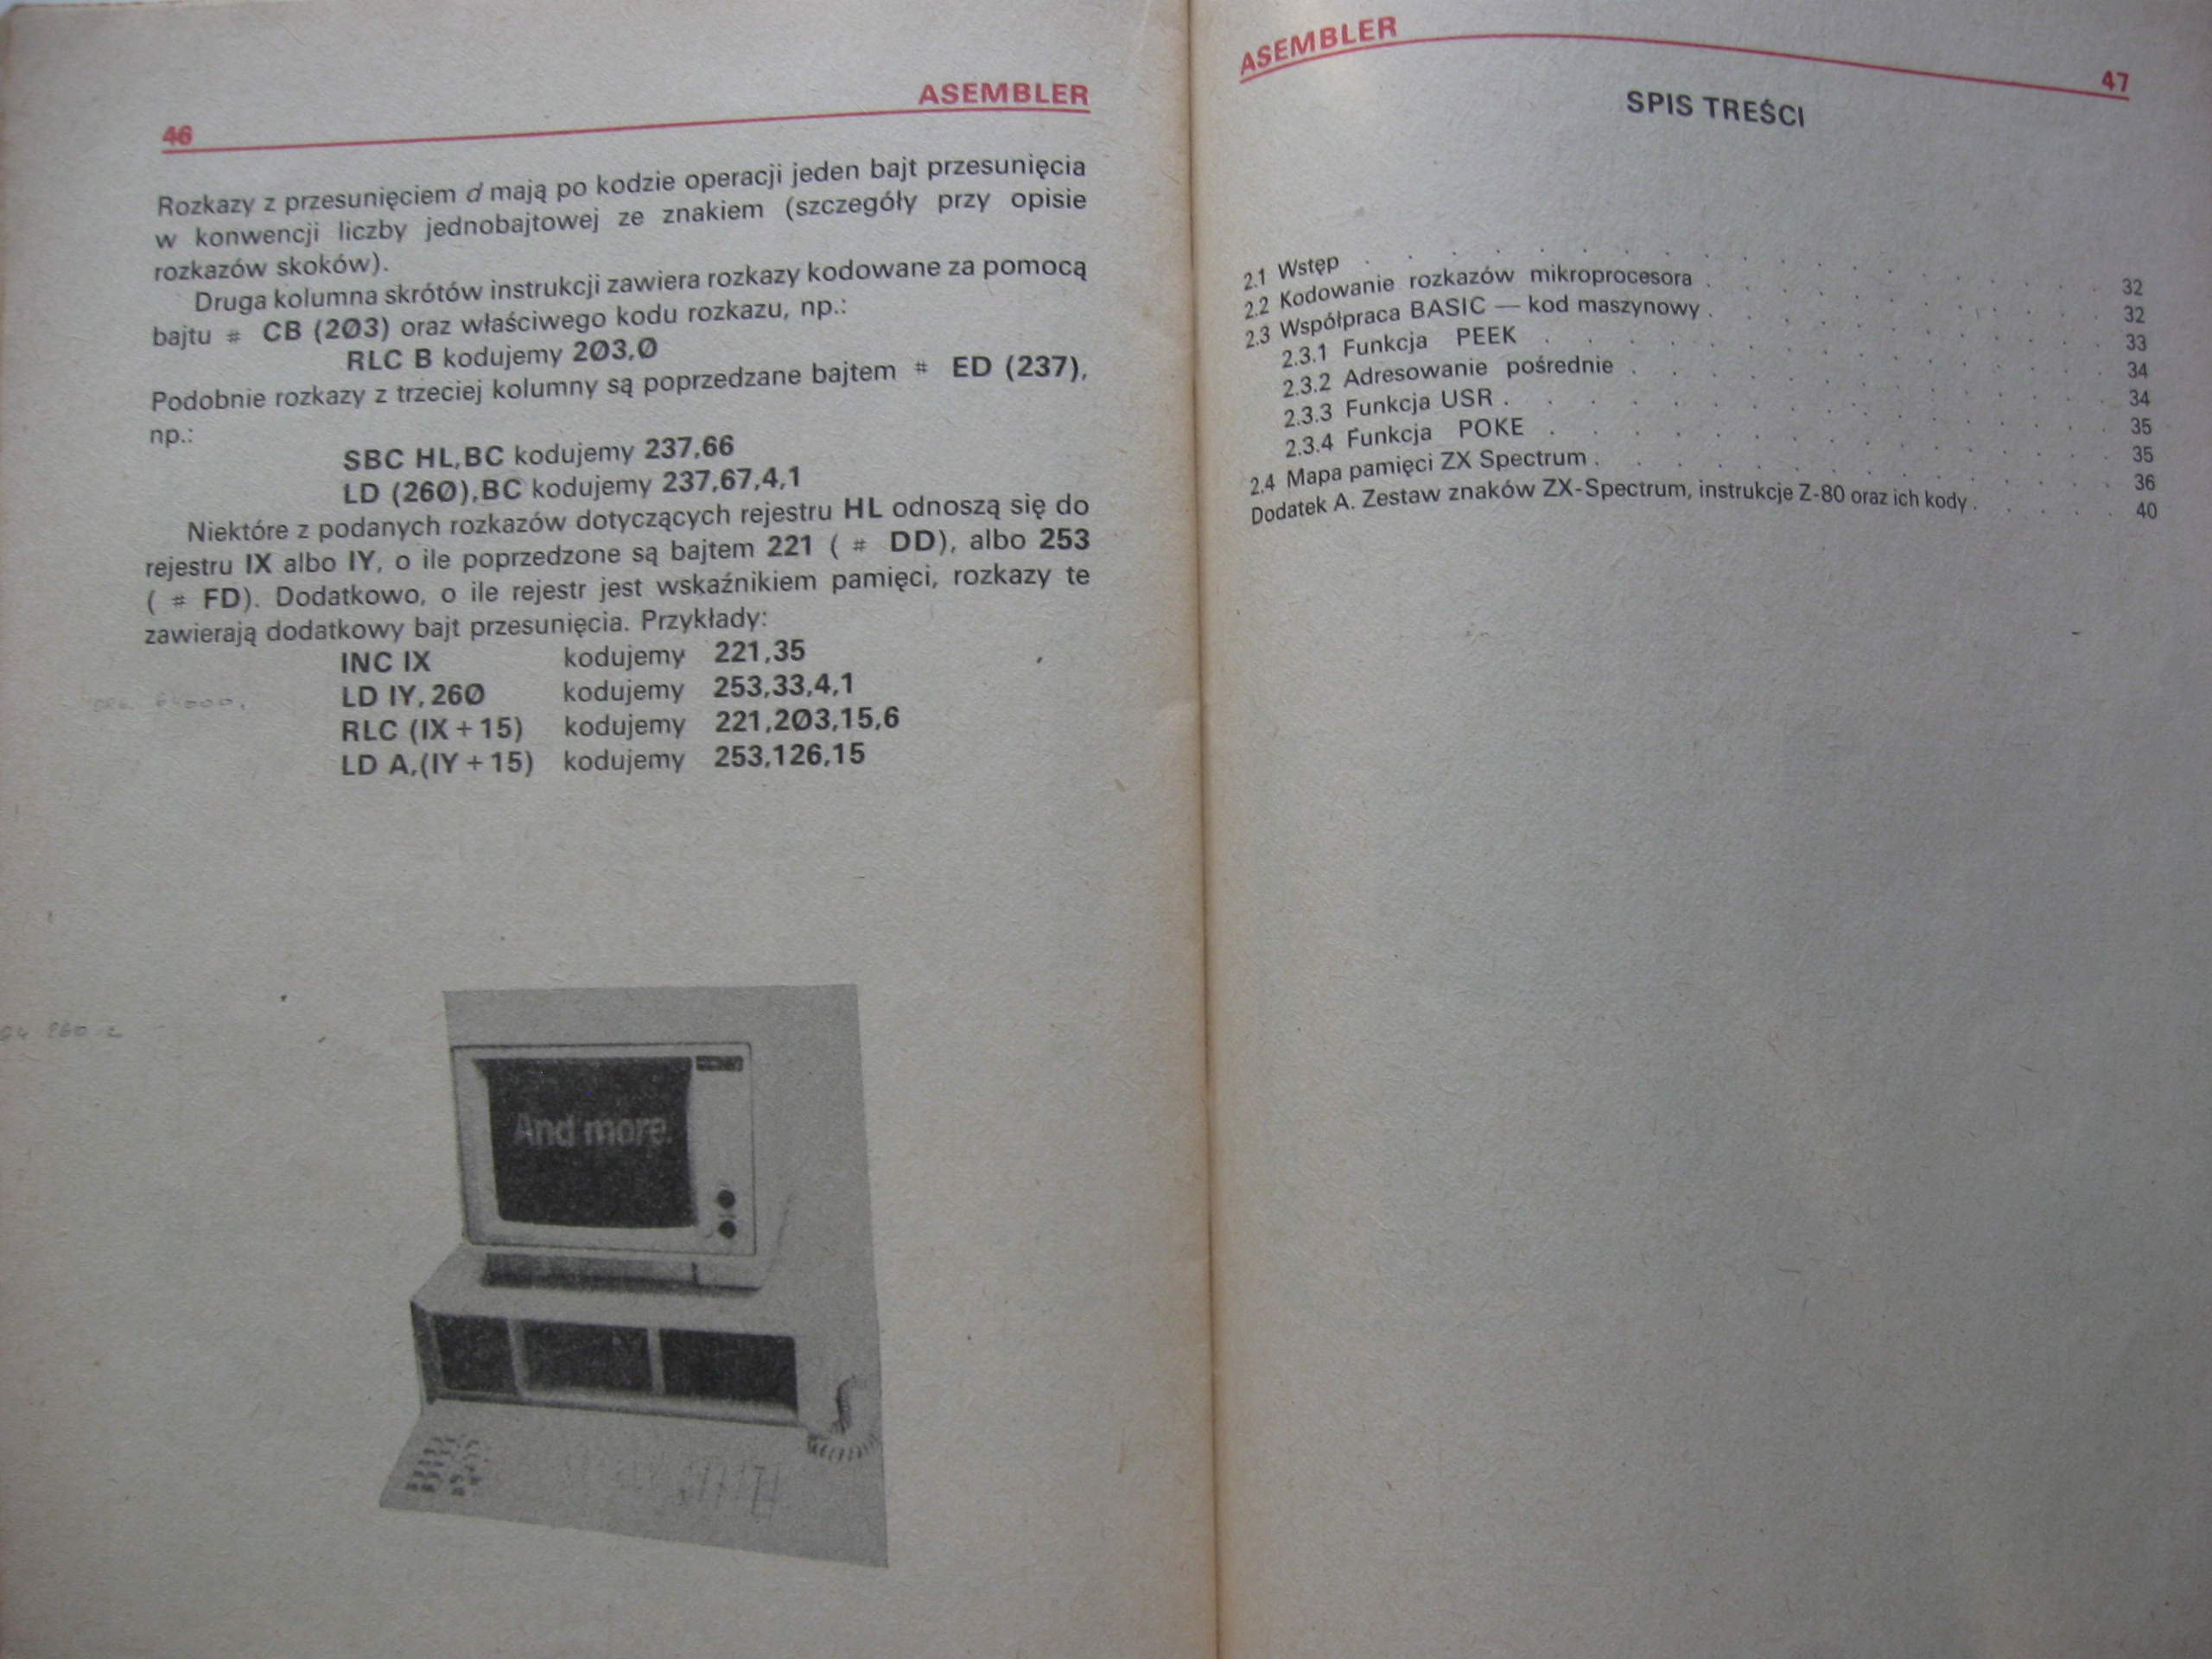 46
ASEMBLER
Rozkazy z przesunięciem d mają po kodzie operacji jeden bajt przesunięcia
w konwencji liczby jednobajtowej ze znakiem (szczegóły przy opisie
rozkazów skoków).
Druga kolumna skrótów instrukcji zawiera rozkazy kodowane za pomocą
bajtu # CB (2Ø3) oraz właściwego kodu rozkazu, np.:
RLC B kodujemy 2Ø3,Ø
Podobnie rozkazy z trzeciej kolumny są poprzedzane bajtem # ED (237),
np.:
SBC HL,BC kodujemy 237,66
LD (26Ø),BC kodujemy 237,67,4,1
Niektóre z podanych rozkazów dotyczących rejestru HL odnoszą się do
rejestru IX albo IY, o ile poprzedzone są bajtem 221 ( # DD), albo 253
( # FD). Dodatkowo, o ile rejestr jest wskaźnikiem pamięci, rozkazy te
zawierają dodatkowy bajt przesunięcia. Przykłady:
INC IX kodujemy 221,35
LD IY, 26Ø kodujemy 253,33,4,1
RLC (IX + 15) kodujemy 221,2Ø3,15,6
LD A,(IY + 15) kodujemy 253,126,15
And more.
ASEMBLER
47
SPIS TREŚCI
2.1 Wstęp . . . . . . . . . . 32
2.2 Kodowanie rozkazów mikroprocesora . . . . . . . . . . 32
2.3 Współpraca BASIC — kod maszynowy . . . . . . . . . . 33
2.3.1 Funkcja PEEK . . . . . . . . . . 34
2.3.2 Adresowanie pośrednie . . . . . . . . . . 34
2.3.3 Funkcja USR . . . . . . . . . . 35
2.3.4 Funkcja POKE . . . . . . . . . . 35
2.4 Mapa pamięci ZX Spectrum . . . . . . . . . . 36
Dodatek A. Zestaw znaków ZX-Spectrum, instrukcje Z-80 oraz ich kody . . . . 40